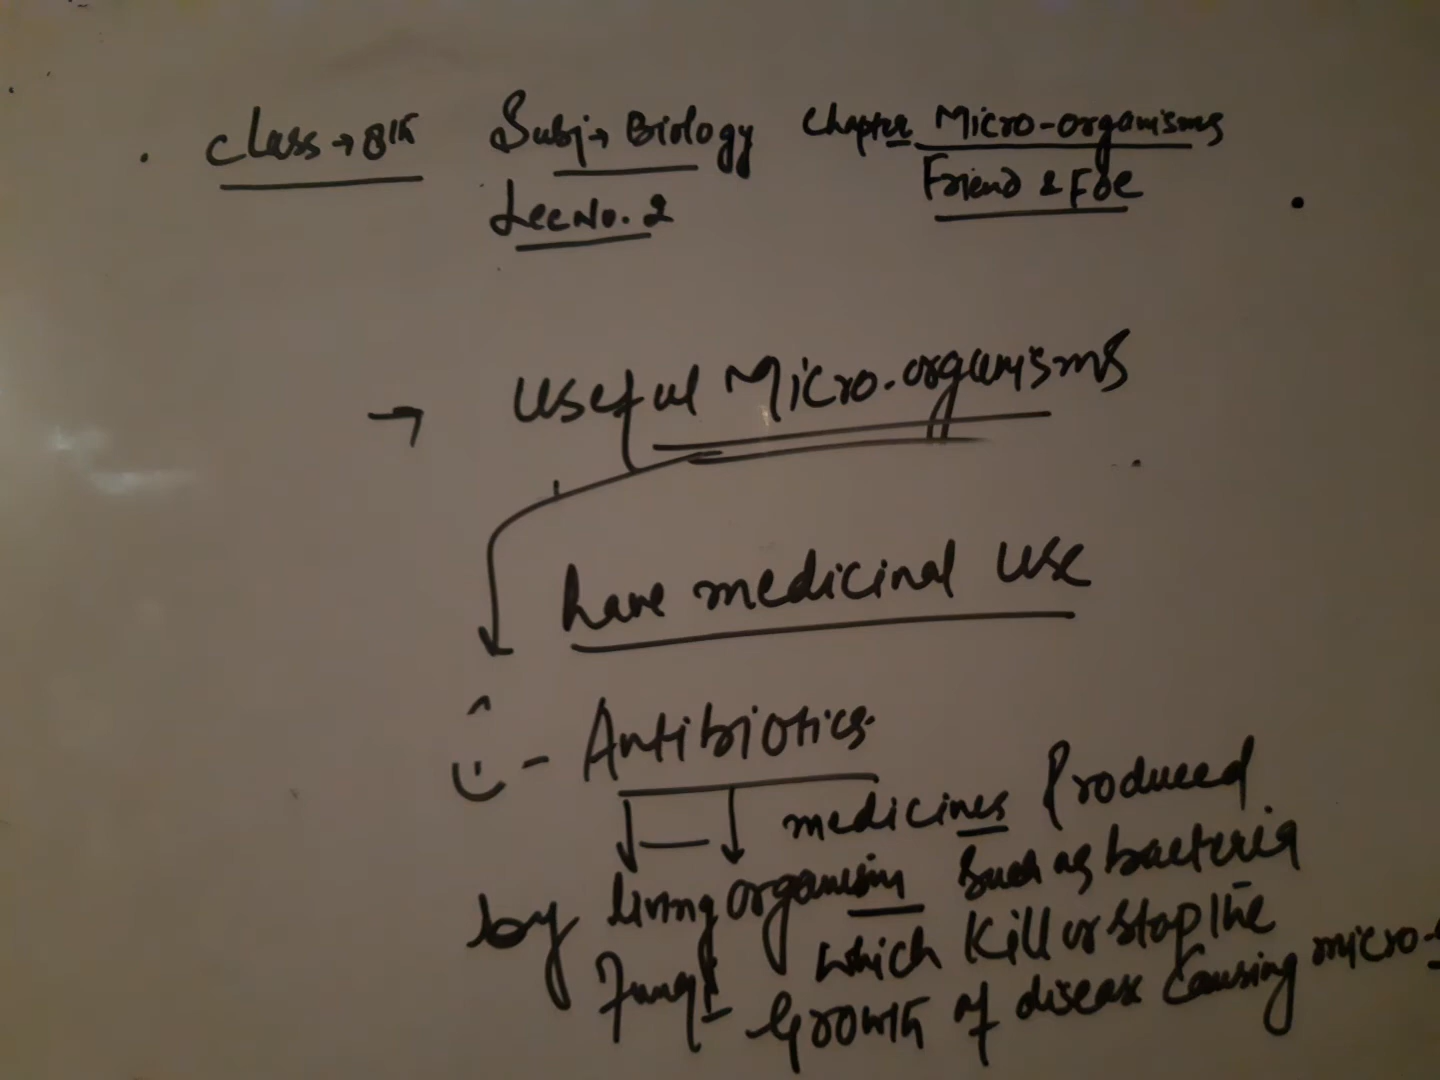 Class → 8th Subj → Biology Chapter Micro-organisms
Lec No. 2 Friend & Foe
→ Useful Micro-organisms
have medicinal use
- Antibiotics
medicines Produced
by living organism Such as bacteria
Fungi which Kill or Stop the
Growth of disease Causing micro-